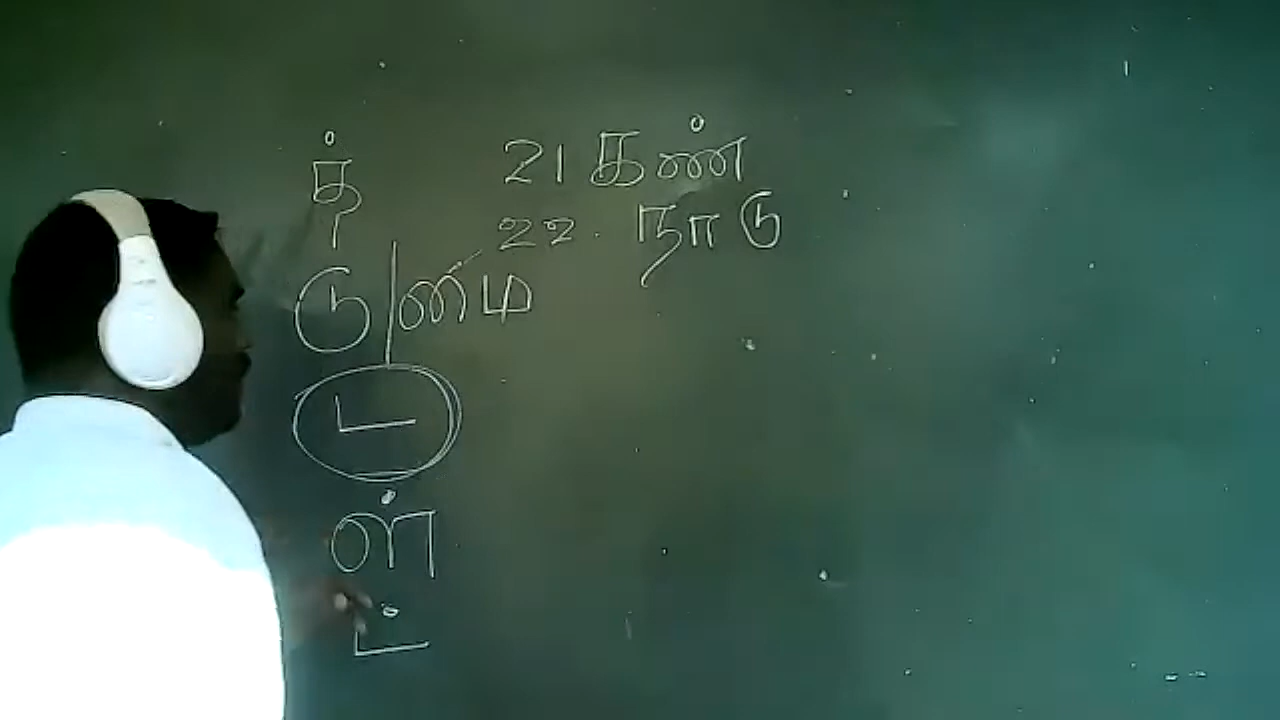 த்
21 கண்
22. நாடு
டு/மை
ட
ள்
ட்